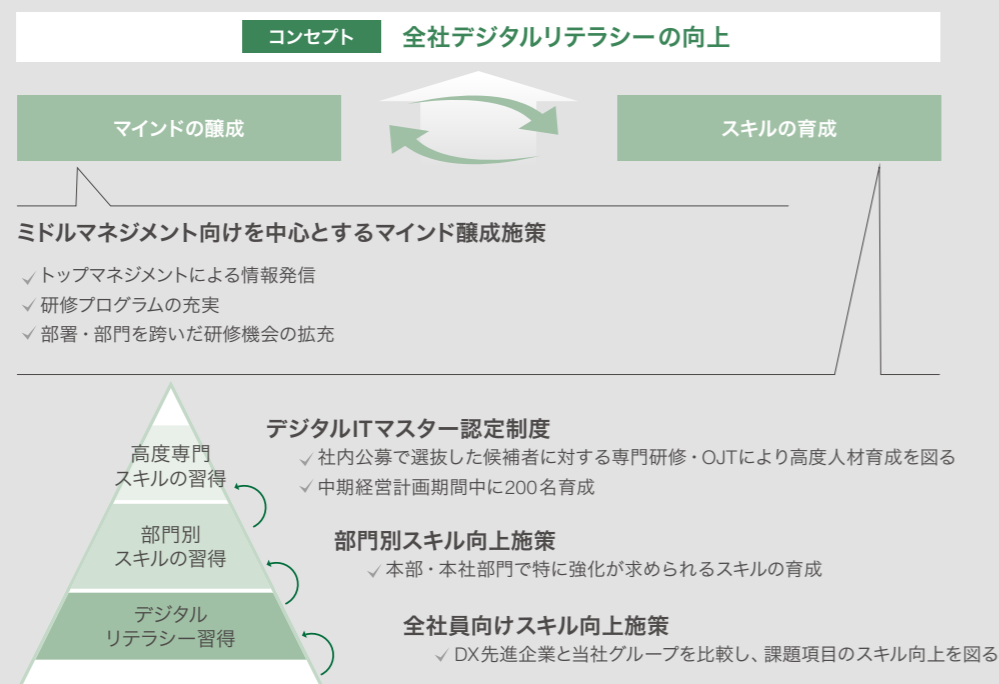 コンセプト 全社デジタルリテラシーの向上
マインドの醸成
スキルの育成
ミドルマネジメント向けを中心とするマインド醸成施策
トップマネジメントによる情報発信
研修プログラムの充実
部署・部門を跨いだ研修機会の拡充
高度専門
スキルの習得
デジタルITマスター認定制度
社内公募で選抜した候補者に対する専門研修・OJTにより高度人材育成を図る
中期経営計画期間中に200名育成
部門別
スキルの習得
部門別スキル向上施策
本部・本社部門で特に強化が求められるスキルの育成
デジタル
リテラシー習得
全社員向けスキル向上施策
DX先進企業と当社グループを比較し、課題項目のスキル向上を図る